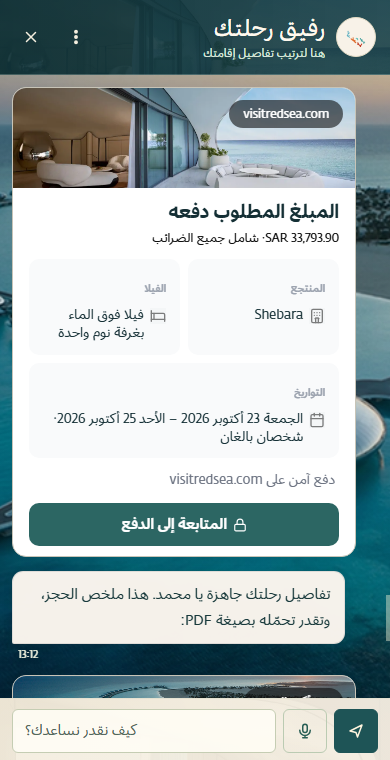 رفيق رحلتك
هنا لترتيب تفاصيل إقامتك
visitredsea.com
المبلغ المطلوب دفعه
SAR 33,793.90· شامل جميع الضرائب
المنتجع
Shebara
الفيلا
فيلا فوق الماء
بغرفة نوم واحدة
التواريخ
الجمعة 23 أكتوبر 2026 – الأحد 25 أكتوبر 2026·
شخصان بالغان
دفع آمن على visitredsea.com
المتابعة إلى الدفع
تفاصيل رحلتك جاهزة يا محمد. هذا ملخص الحجز،
وتقدر تحمّله بصيغة PDF:
13:12
كيف نقدر نساعدك؟